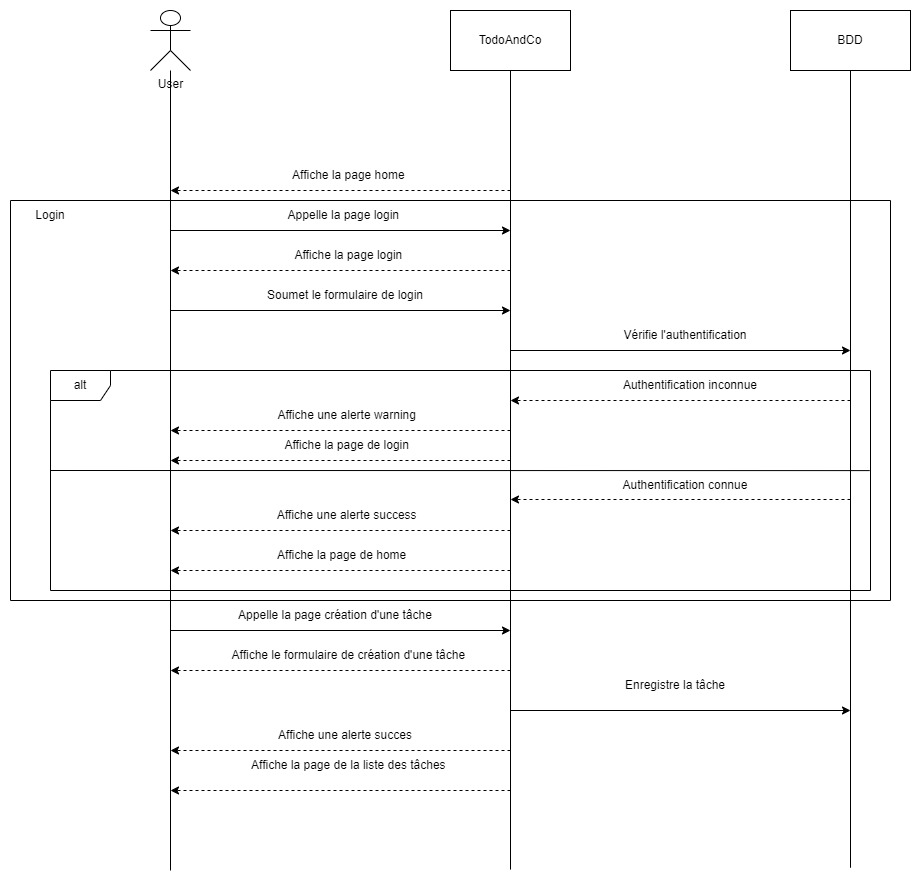 User
TodoAndCo
BDD
Affiche la page home
Login
Appelle la page login
Affiche la page login
Soumet le formulaire de login
Vérifie l'authentification
alt
Authentification inconnue
Affiche une alerte warning
Affiche la page de login
Authentification connue
Affiche une alerte success
Affiche la page de home
Appelle la page création d'une tâche
Affiche le formulaire de création d'une tâche
Enregistre la tâche
Affiche une alerte succes
Affiche la page de la liste des tâches